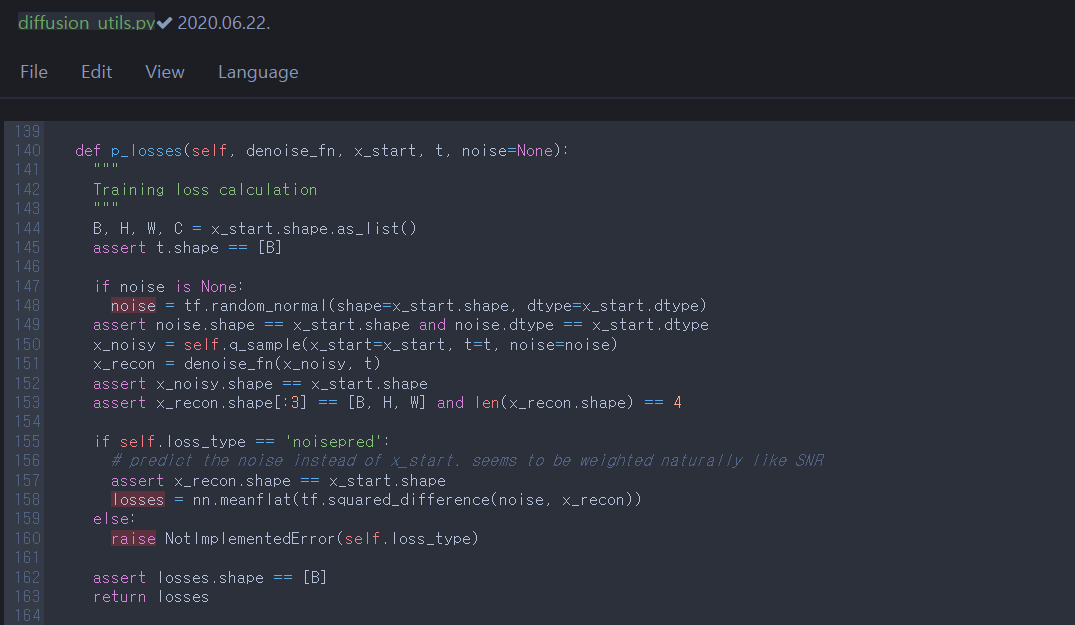 diffusion_utils.py✔ 2020.06.22.
File Edit View Language
139
140 def p_losses(self, denoise_fn, x_start, t, noise=None):
141 """
142 Training loss calculation
143 """
144 B, H, W, C = x_start.shape.as_list()
145 assert t.shape == [B]
146
147 if noise is None:
148 noise = tf.random_normal(shape=x_start.shape, dtype=x_start.dtype)
149 assert noise.shape == x_start.shape and noise.dtype == x_start.dtype
150 x_noisy = self.q_sample(x_start=x_start, t=t, noise=noise)
151 x_recon = denoise_fn(x_noisy, t)
152 assert x_noisy.shape == x_start.shape
153 assert x_recon.shape[:3] == [B, H, W] and len(x_recon.shape) == 4
154
155 if self.loss_type == 'noisepred':
156 # predict the noise instead of x_start. seems to be weighted naturally like SNR
157 assert x_recon.shape == x_start.shape
158 losses = nn.meanflat(tf.squared_difference(noise, x_recon))
159 else:
160 raise NotImplementedError(self.loss_type)
161
162 assert losses.shape == [B]
163 return losses
164